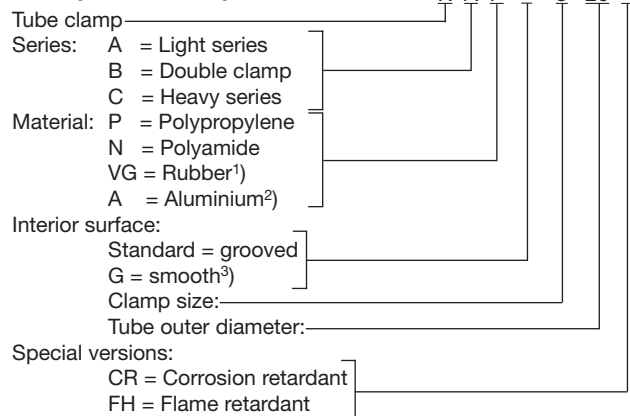 Tube clamp
Series: A = Light series
B = Double clamp
C = Heavy series
Material: P = Polypropylene
N = Polyamide
VG = Rubber¹)
A = Aluminium²)
Interior surface:
Standard = grooved
G = smooth³)
Clamp size:
Tube outer diameter:
Special versions:
CR = Corrosion retardant
FH = Flame retardant